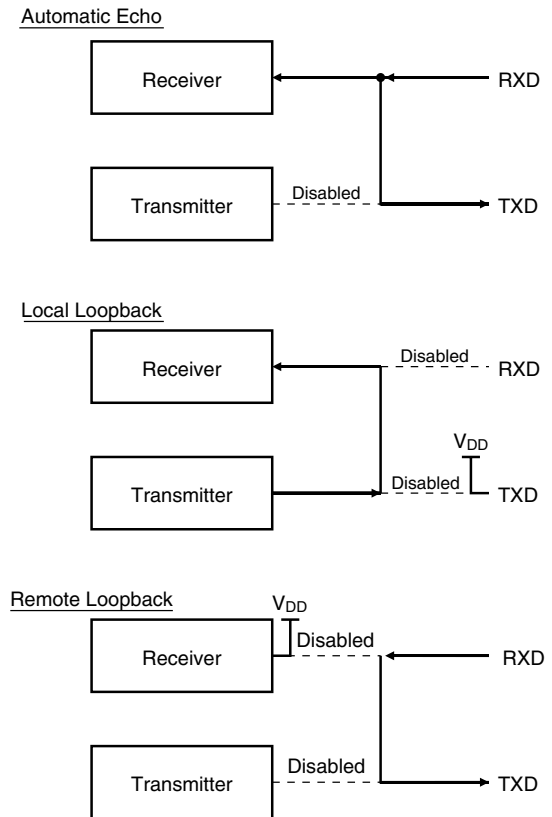 Automatic Echo
Receiver
RXD
Transmitter
Disabled
TXD
Local Loopback
Receiver
Disabled
RXD
VDD
Transmitter
Disabled
TXD
Remote Loopback
VDD
Receiver
Disabled
RXD
Transmitter
Disabled
TXD